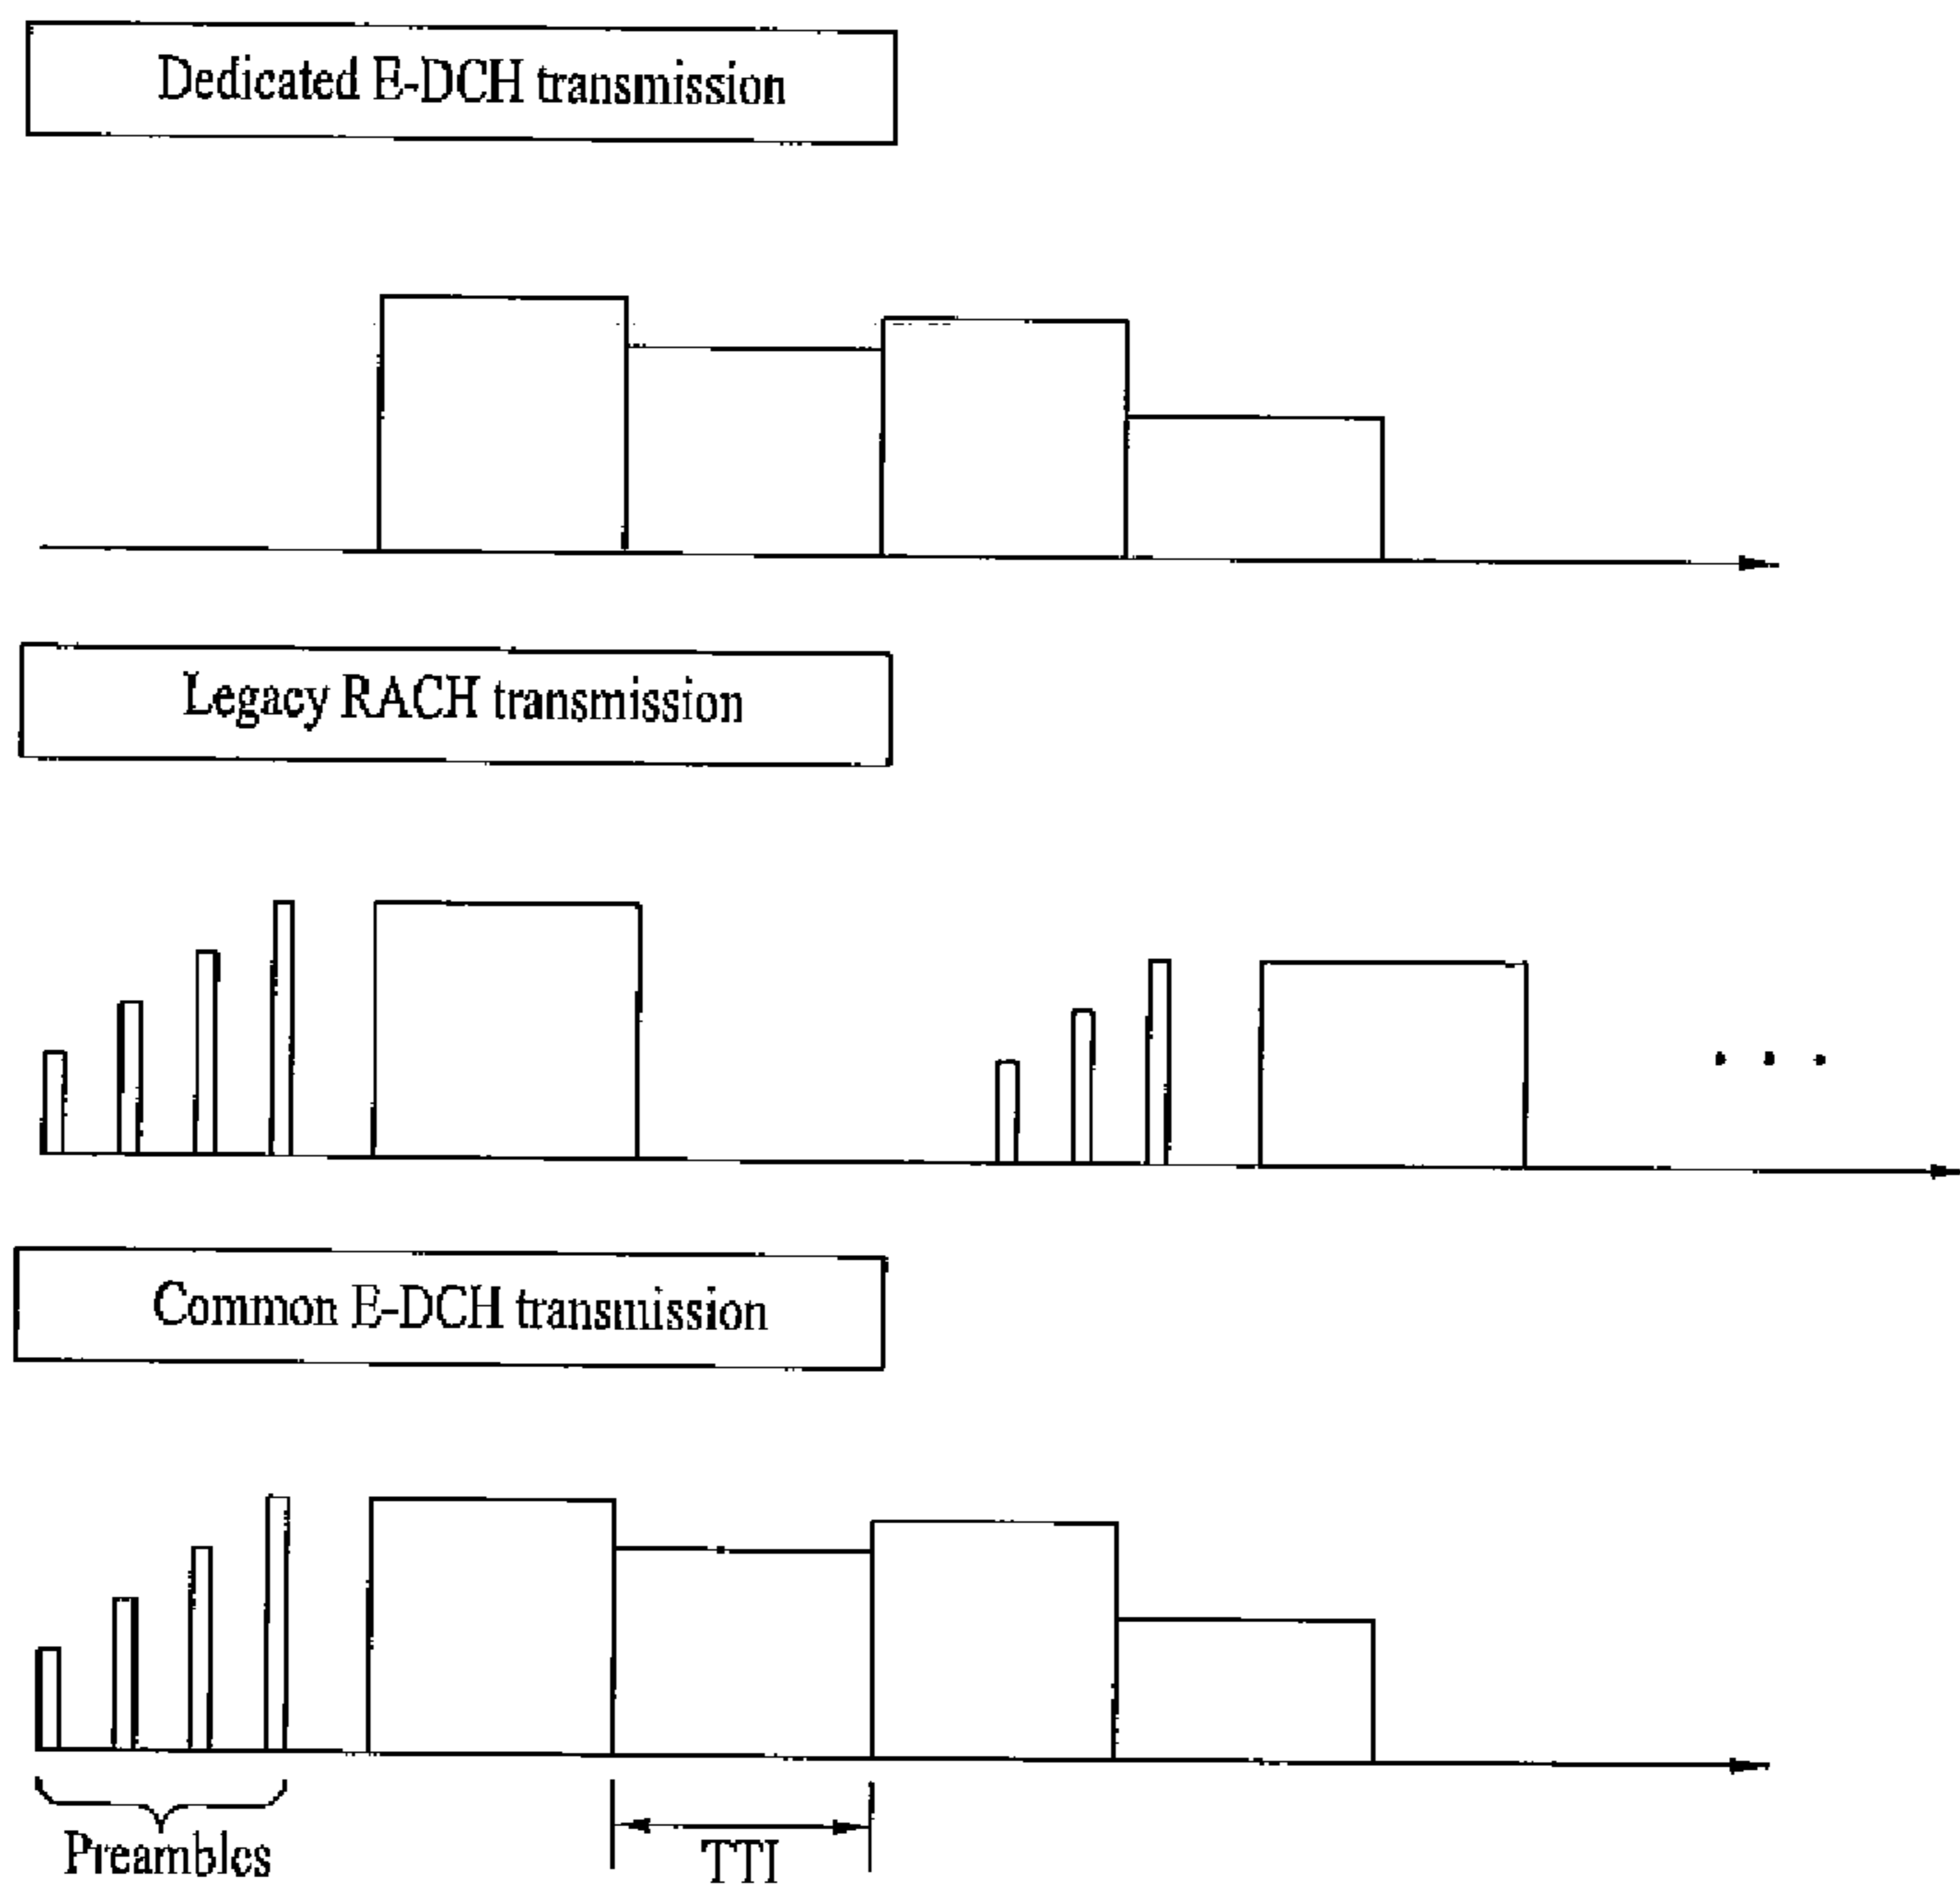 Dedicated E-DCH transmission
Legacy RACH transmission
Common E-DCH transmission
Preambles
TTI